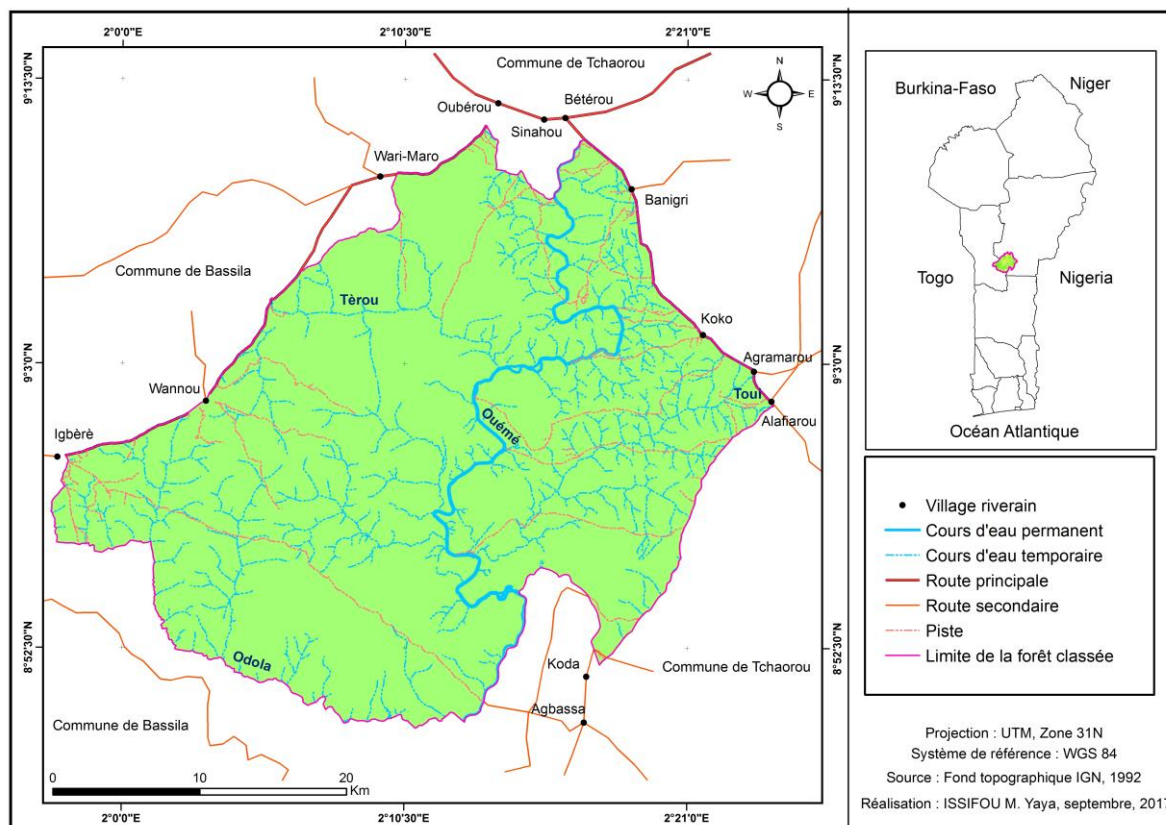 2°0'0"E
2°10'30"E
2°21'0"E
9°13'30"N
9°13'30"N
Commune de Tchaorou
N
W E
S
Oubérou
Bétérou
Sinahou
Wari-Maro
Banigri
Commune de Bassila
Tèrou
Koko
9°3'0"N
9°3'0"N
Agramarou
Wannou
Toui
Alafiarou
Ouémé
Igbèrè
8°52'30"N
8°52'30"N
Odola
Koda
Commune de Tchaorou
Agbassa
Commune de Bassila
0 10 20
Km
2°0'0"E
2°10'30"E
2°21'0"E
Burkina-Faso
Niger
Togo
Nigeria
Océan Atlantique
Village riverain
Cours d'eau permanent
Cours d'eau temporaire
Route principale
Route secondaire
Piste
Limite de la forêt classée
Projection : UTM, Zone 31N
Système de référence : WGS 84
Source : Fond topographique IGN, 1992
Réalisation : ISSIFOU M. Yaya, septembre, 2017